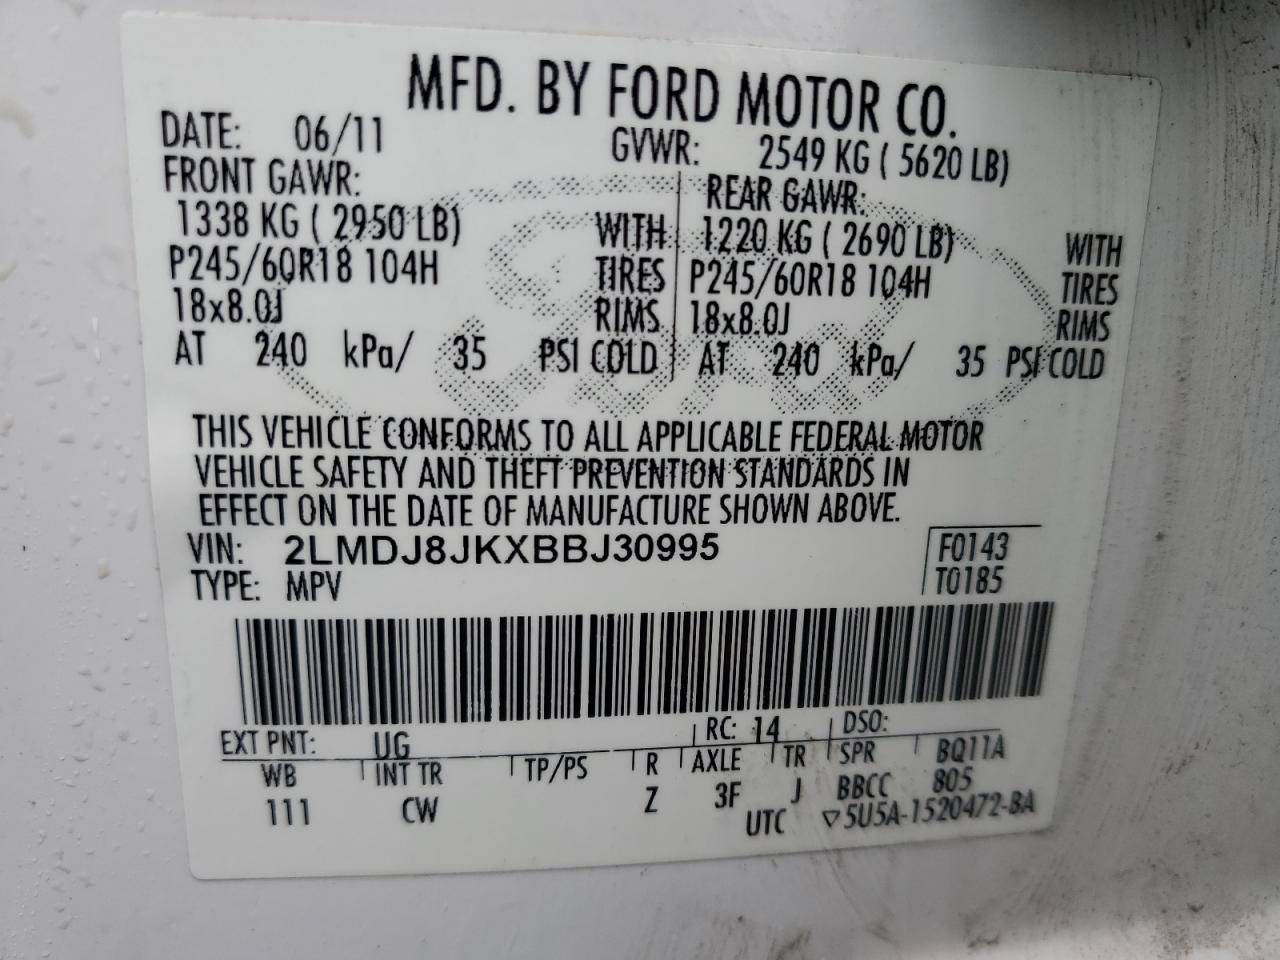 MFD. BY FORD MOTOR CO.
DATE: 06/11 GVWR: 2549 KG ( 5620 LB)
FRONT GAWR: REAR GAWR:
1338 KG ( 2950 LB) WITH 1220 KG ( 2690 LB) WITH
P245/60R18 104H TIRES P245/60R18 104H TIRES
18x8.0J RIMS 18x8.0J RIMS
AT 240 kPa/ 35 PSI COLD AT 240 kPa/ 35 PSI COLD
Ford
THIS VEHICLE CONFORMS TO ALL APPLICABLE FEDERAL MOTOR
VEHICLE SAFETY AND THEFT PREVENTION STANDARDS IN
EFFECT ON THE DATE OF MANUFACTURE SHOWN ABOVE.
VIN: 2LMDJ8JKXBBJ30995 F0143
TYPE: MPV T0185
EXT PNT: UG RC: 14 DSO:
WB INT TR TP/PS R AXLE TR SPR BQ11A
111 CW Z 3F J BBCC 805
UTC ▽5U5A-1520472-BA